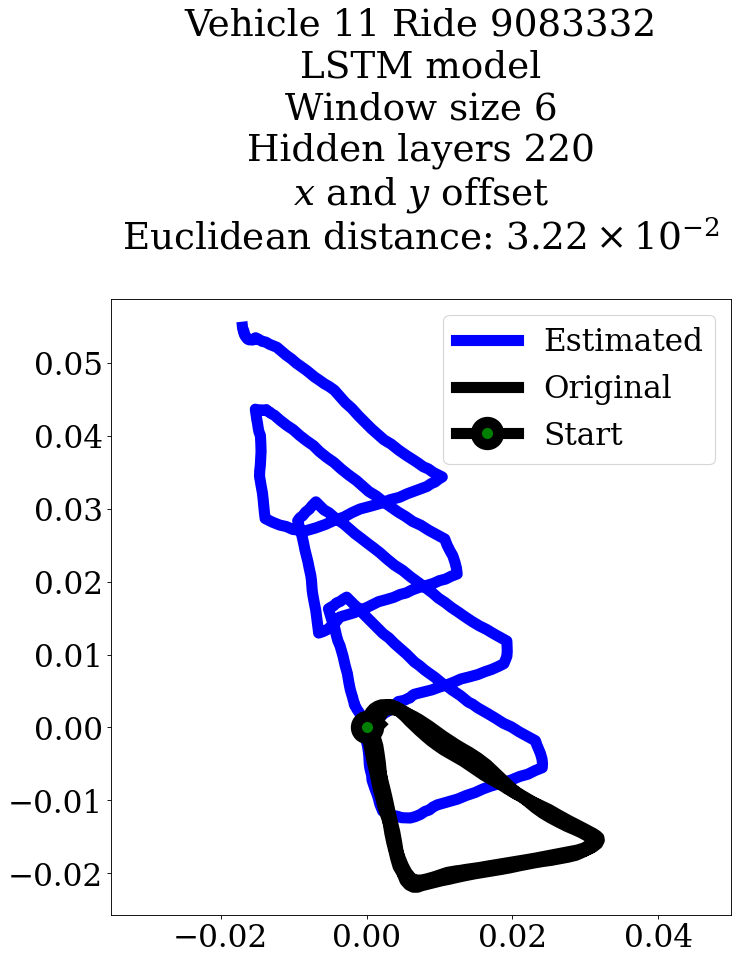 Vehicle 11 Ride 9083332
LSTM model
Window size 6
Hidden layers 220
x and y offset
Euclidean distance: 3.22 × 10⁻²
Estimated
Original
Start
0.05
0.04
0.03
0.02
0.01
0.00
−0.01
−0.02
−0.02 0.00 0.02 0.04